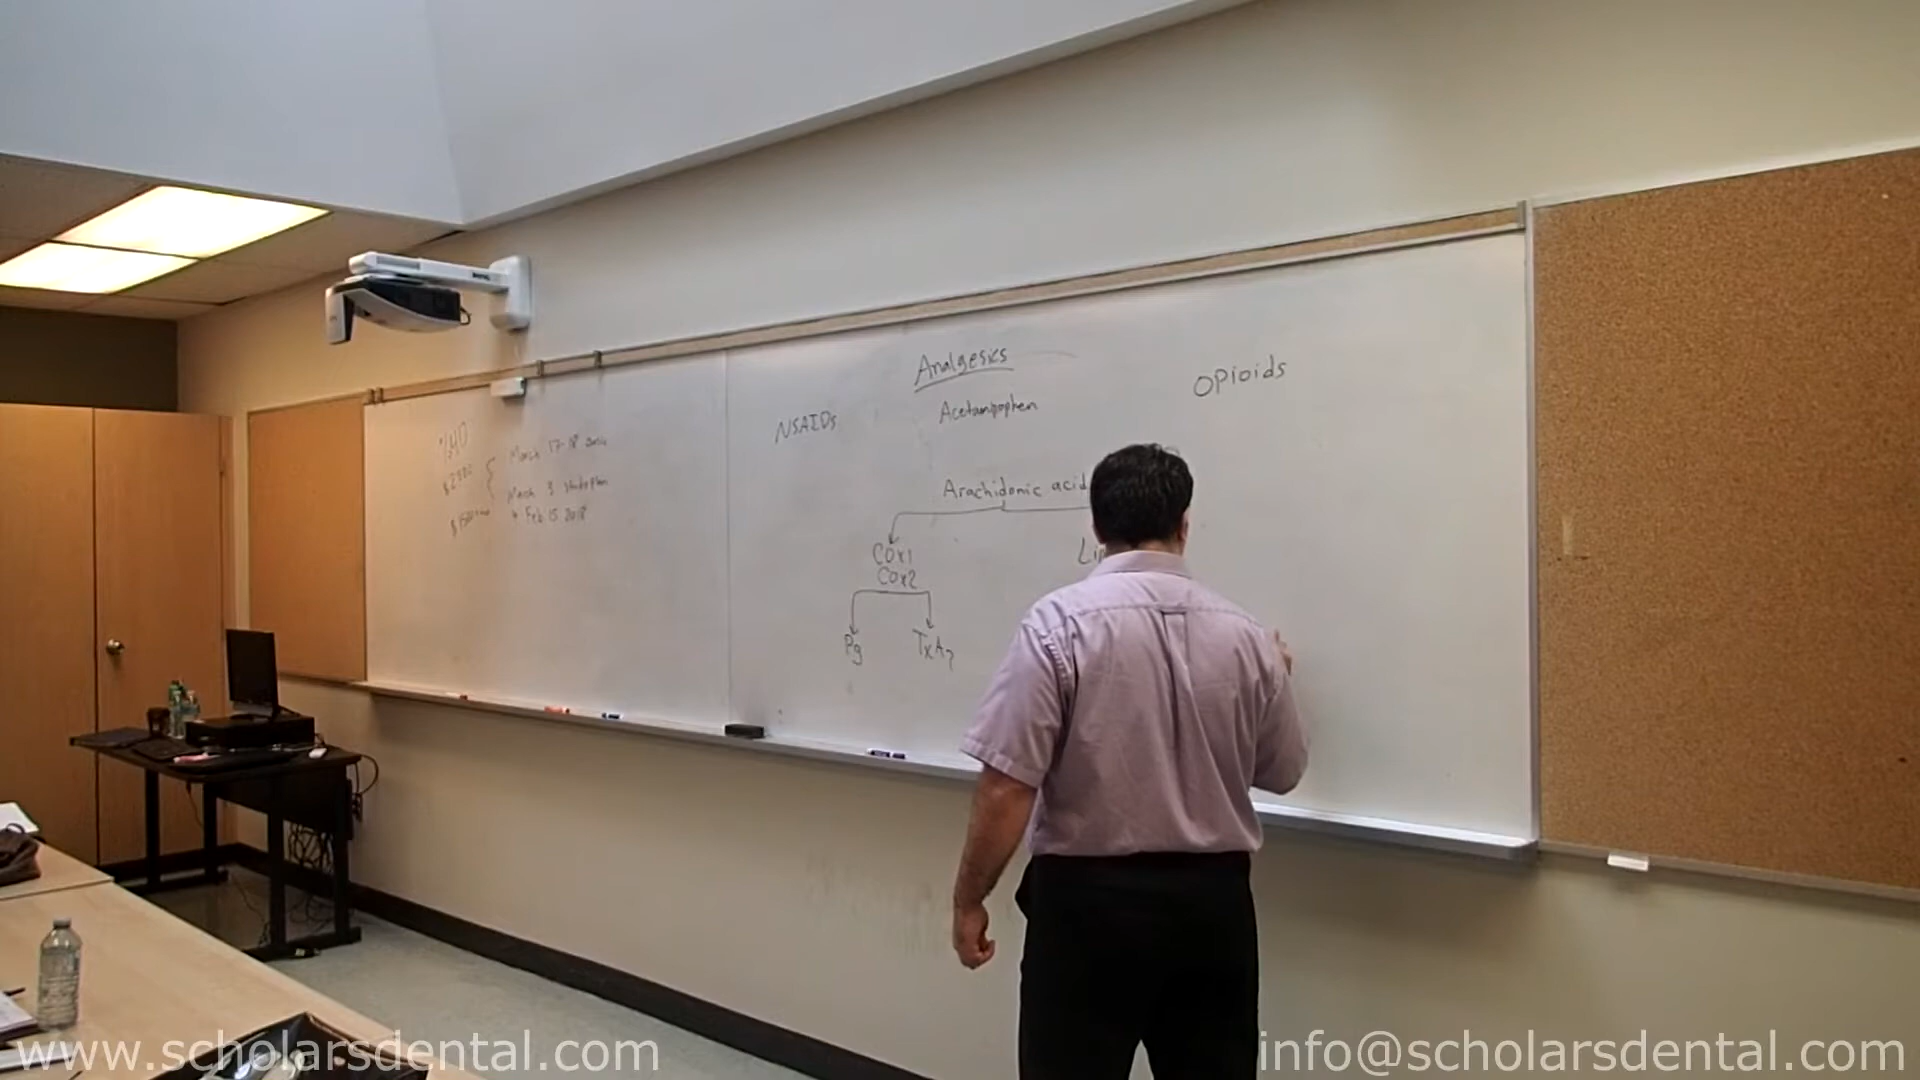 Analgesics
NSAIDs
Acetaminophen
Opioids
Arachidonic acid
Cox1
Cox2
Li
Pg
TxA2
March 17-18
March 3
Feb 15 2018
www.scholarsdental.com
info@scholarsdental.com